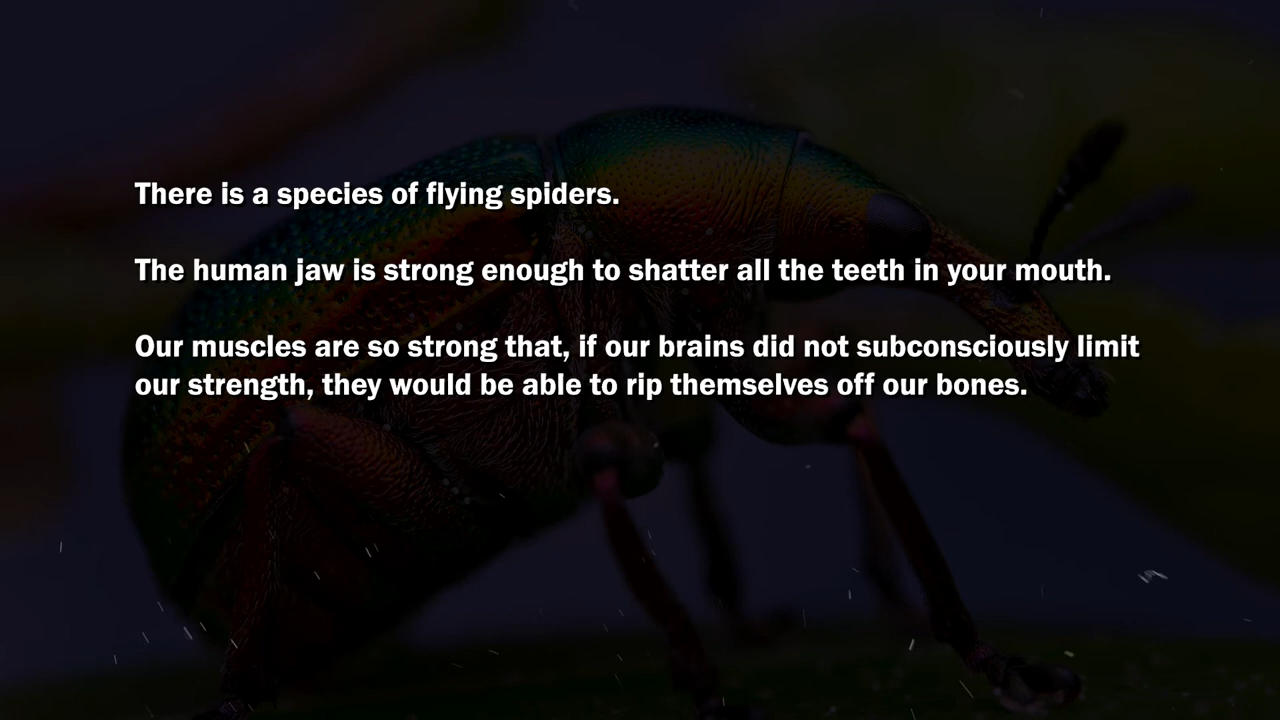 There is a species of flying spiders.
The human jaw is strong enough to shatter all the teeth in your mouth.
Our muscles are so strong that, if our brains did not subconsciously limit
our strength, they would be able to rip themselves off our bones.